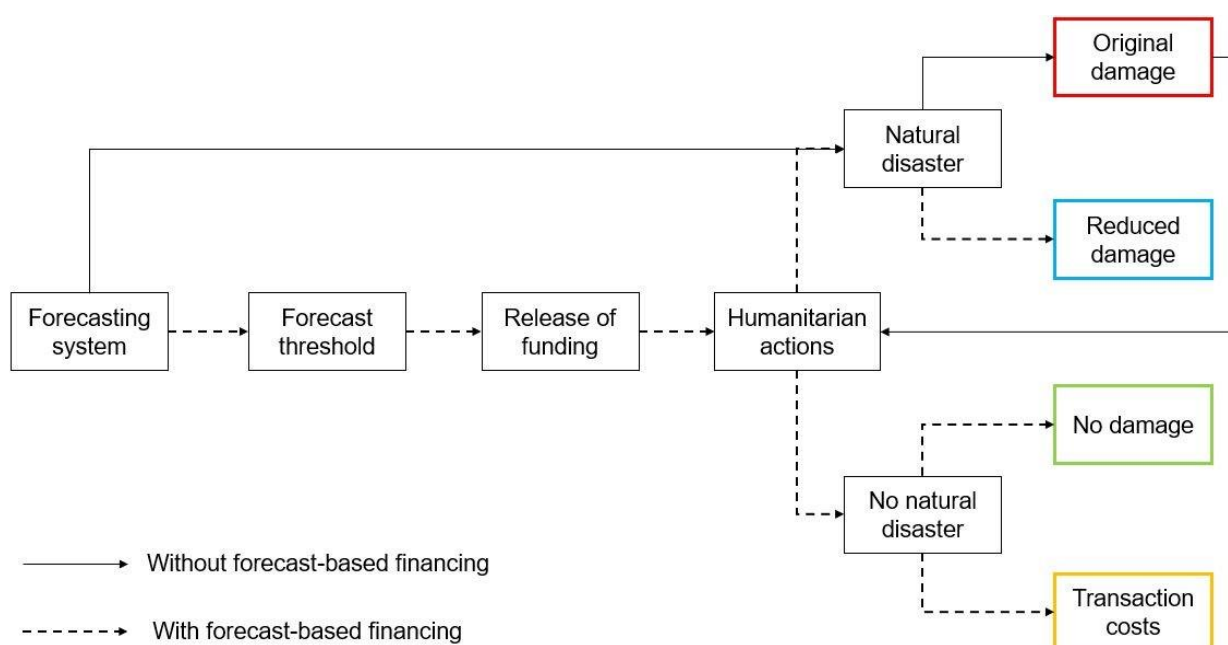 Original
damage
Natural
disaster
Reduced
damage
Forecasting
system
Forecast
threshold
Release of
funding
Humanitarian
actions
No damage
No natural
disaster
Without forecast-based financing
Transaction
costs
With forecast-based financing